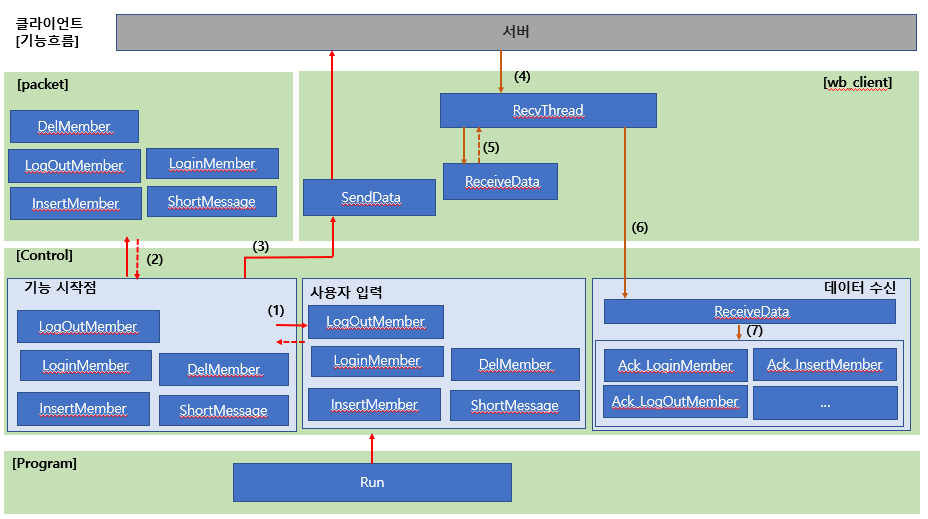 클라이언트
[기능흐름]
서버
[packet]
DelMember
LogOutMember
LoginMember
InsertMember
ShortMessage
[wb_client]
(4)
RecvThread
(5)
ReceiveData
SendData
(6)
(2)
(3)
[Control]
기능 시작점
LogOutMember
LoginMember
DelMember
InsertMember
ShortMessage
(1)
사용자 입력
LogOutMember
LoginMember
DelMember
InsertMember
ShortMessage
데이터 수신
ReceiveData
(7)
Ack_LoginMember
Ack_InsertMember
Ack_LogOutMember
...
[Program]
Run